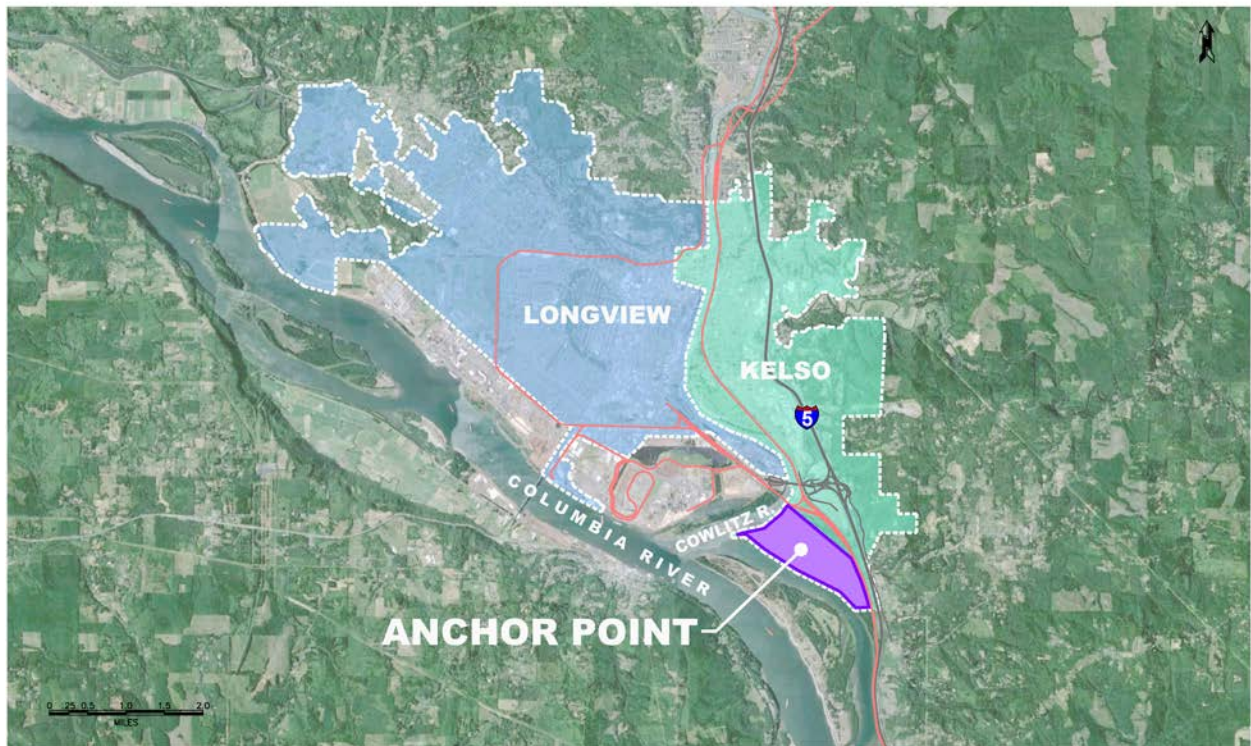 N
LONGVIEW
KELSO
5
COLUMBIA RIVER
COWLITZ R.
ANCHOR POINT
0 .25 0.5 1.0 1.5 2.0
MILES